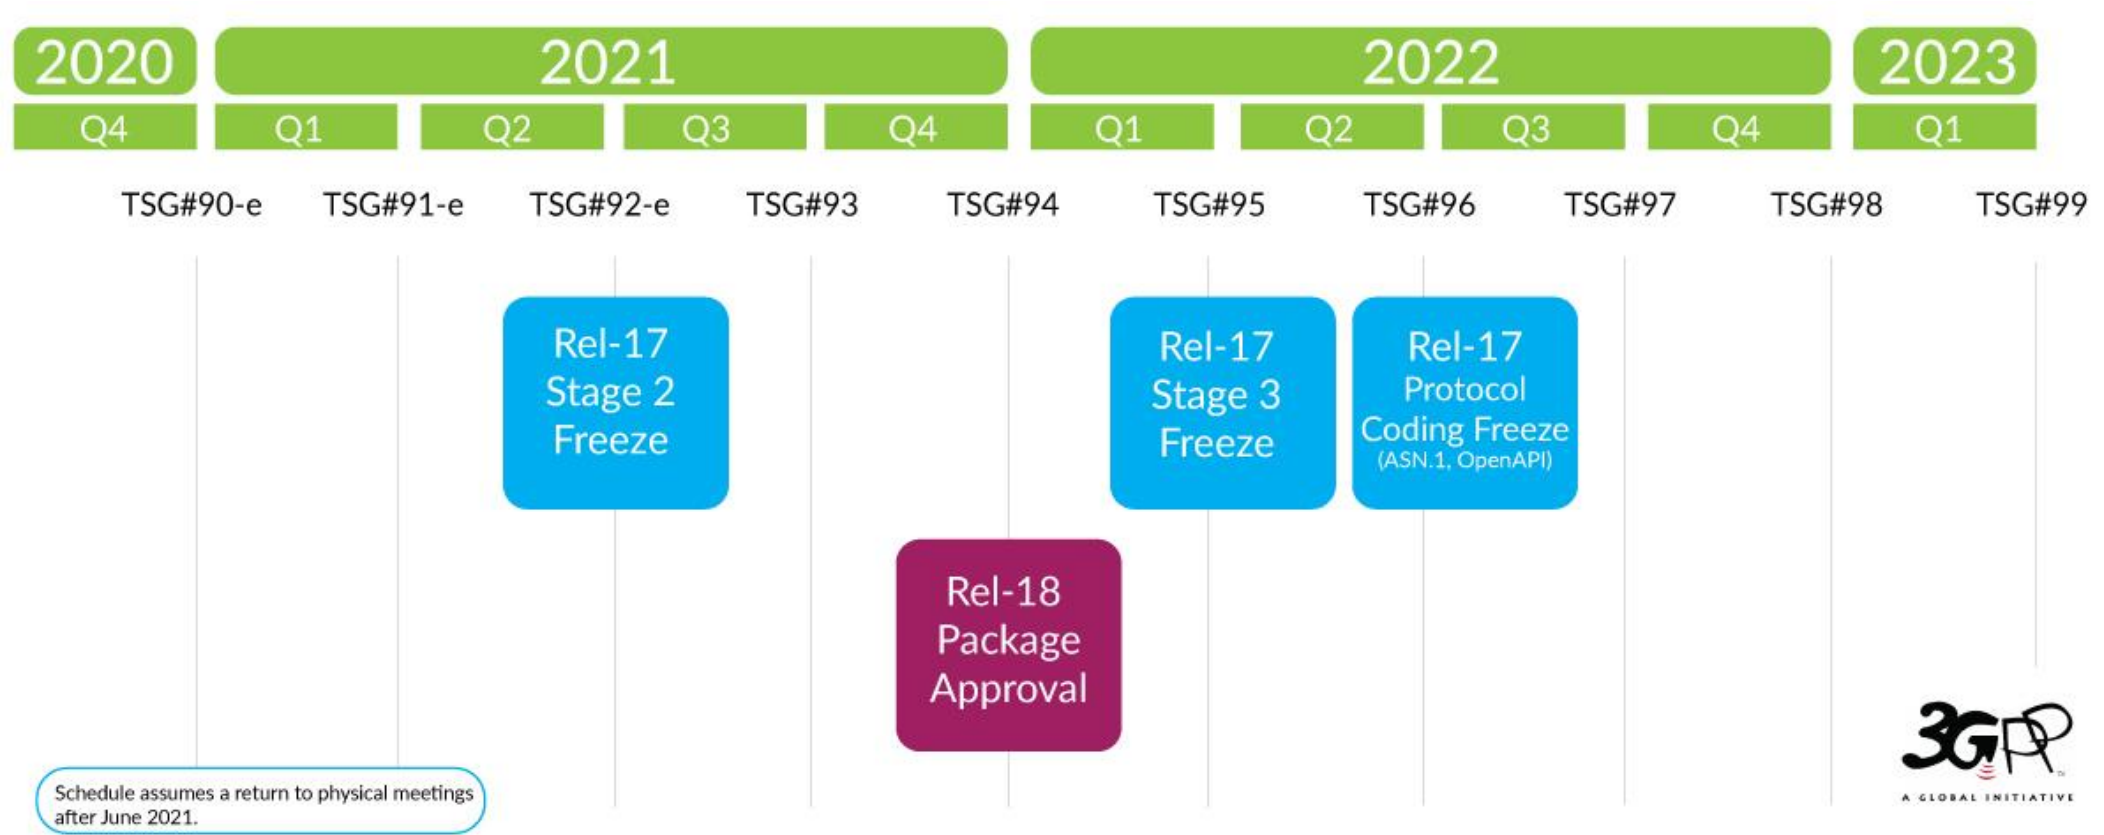 2020 2021 2022 2023
Q4 Q1 Q2 Q3 Q4 Q1 Q2 Q3 Q4 Q1
TSG#90-e TSG#91-e TSG#92-e TSG#93 TSG#94 TSG#95 TSG#96 TSG#97 TSG#98 TSG#99
Rel-17
Stage 2
Freeze
Rel-17
Stage 3
Freeze
Rel-17
Protocol
Coding Freeze
(ASN.1, OpenAPI)
Rel-18
Package
Approval
Schedule assumes a return to physical meetings
after June 2021.
3GPP
TM
A GLOBAL INITIATIVE